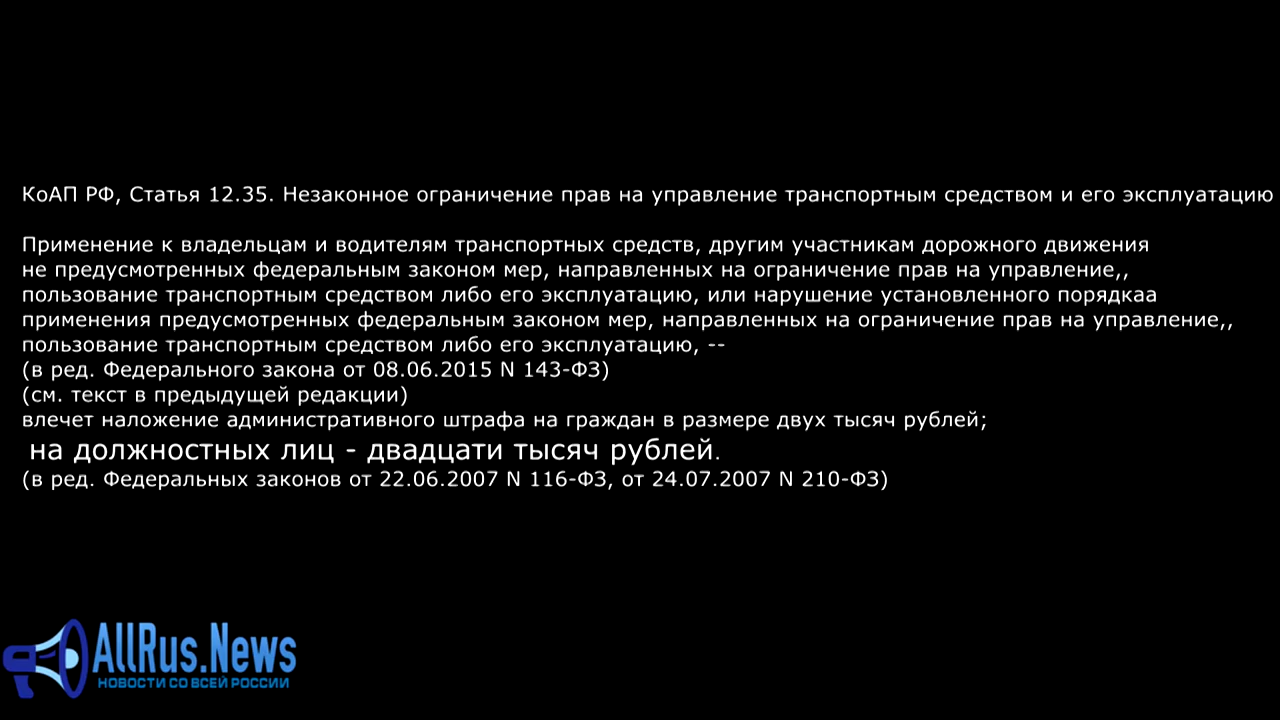 КоАП РФ, Статья 12.35. Незаконное ограничение прав на управление транспортным средством и его эксплуатацию
Применение к владельцам и водителям транспортных средств, другим участникам дорожного движения
не предусмотренных федеральным законом мер, направленных на ограничение прав на управление,,
пользование транспортным средством либо его эксплуатацию, или нарушение установленного порядкаа
применения предусмотренных федеральным законом мер, направленных на ограничение прав на управление,,
пользование транспортным средством либо его эксплуатацию, --
(в ред. Федерального закона от 08.06.2015 N 143-ФЗ)
(см. текст в предыдущей редакции)
влечет наложение административного штрафа на граждан в размере двух тысяч рублей;
на должностных лиц - двадцати тысяч рублей.
(в ред. Федеральных законов от 22.06.2007 N 116-ФЗ, от 24.07.2007 N 210-ФЗ)
AllRus.News
НОВОСТИ СО ВСЕЙ РОССИИ